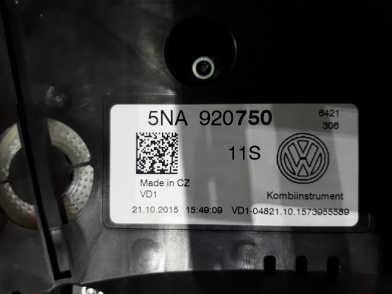 5NA 920750
6421
306
11S
Made in CZ
VD1
Kombiinstrument
21.10.2015 15:49:09 VD1-04821.10.1573955589